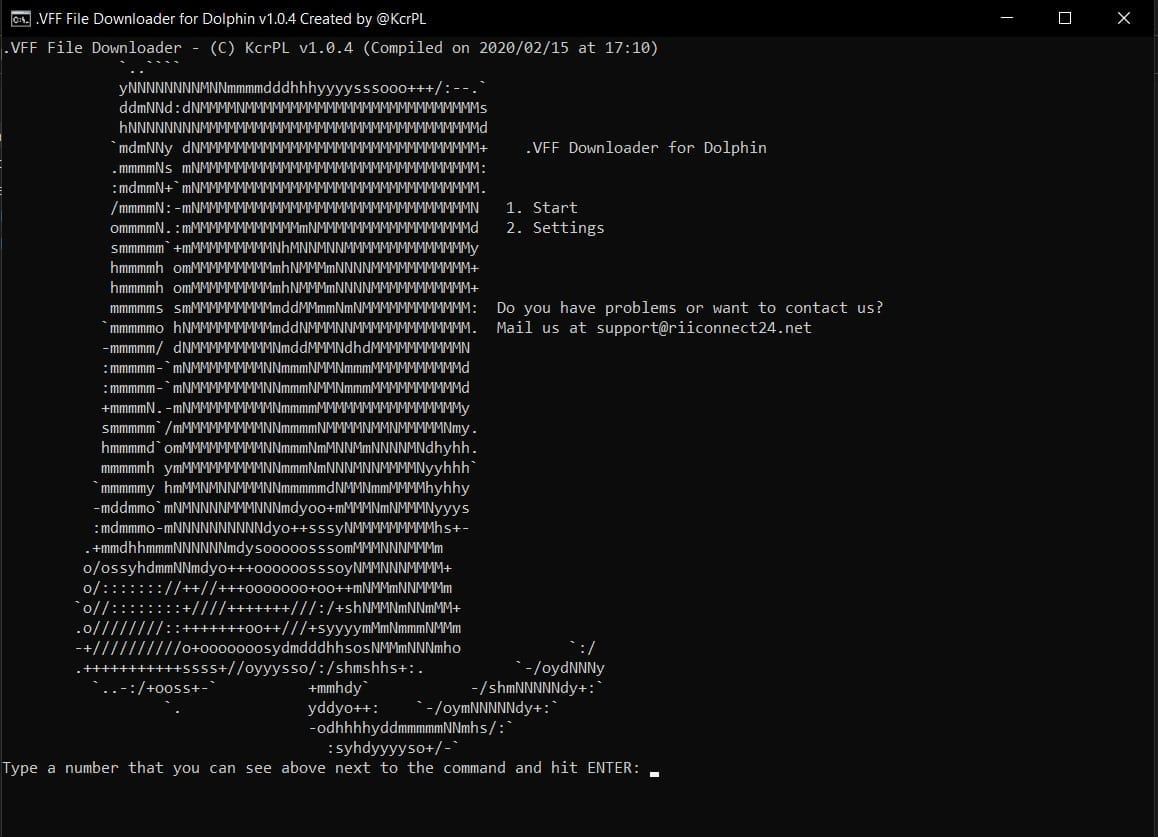 .VFF File Downloader for Dolphin v1.0.4 Created by @KcrPL
.VFF File Downloader - (C) KcrPL v1.0.4 (Compiled on 2020/02/15 at 17:10)
.VFF Downloader for Dolphin
1. Start
2. Settings
Do you have problems or want to contact us?
Mail us at support@riiconnect24.net
Type a number that you can see above next to the command and hit ENTER: